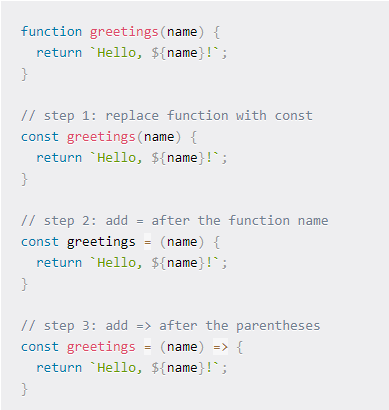 function greetings(name) {
  return `Hello, ${name}!`;
}
// step 1: replace function with const
const greetings(name) {
  return `Hello, ${name}!`;
}
// step 2: add = after the function name
const greetings = (name) {
  return `Hello, ${name}!`;
}
// step 3: add => after the parentheses
const greetings = (name) => {
  return `Hello, ${name}!`;
}